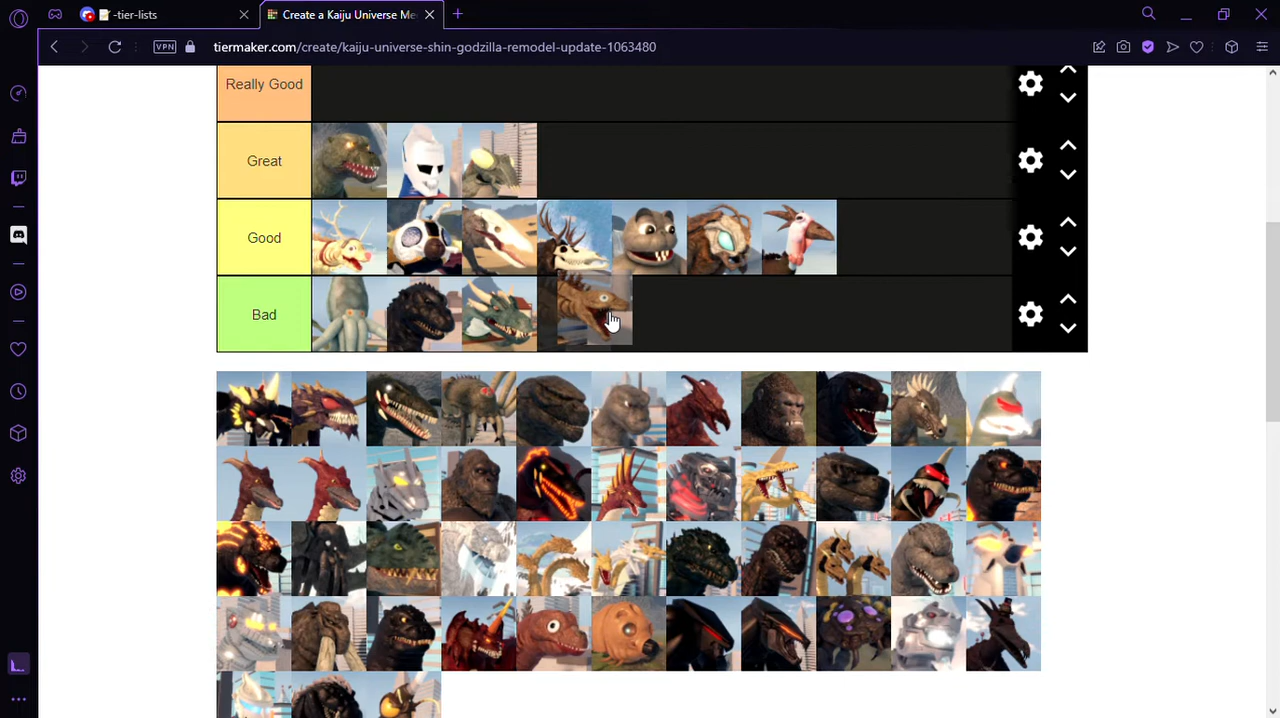 -tier-lists
Create a Kaiju Universe Me
VPN
tiermaker.com/create/kaiju-universe-shin-godzilla-remodel-update-1063480
Really Good
Great
Good
Bad